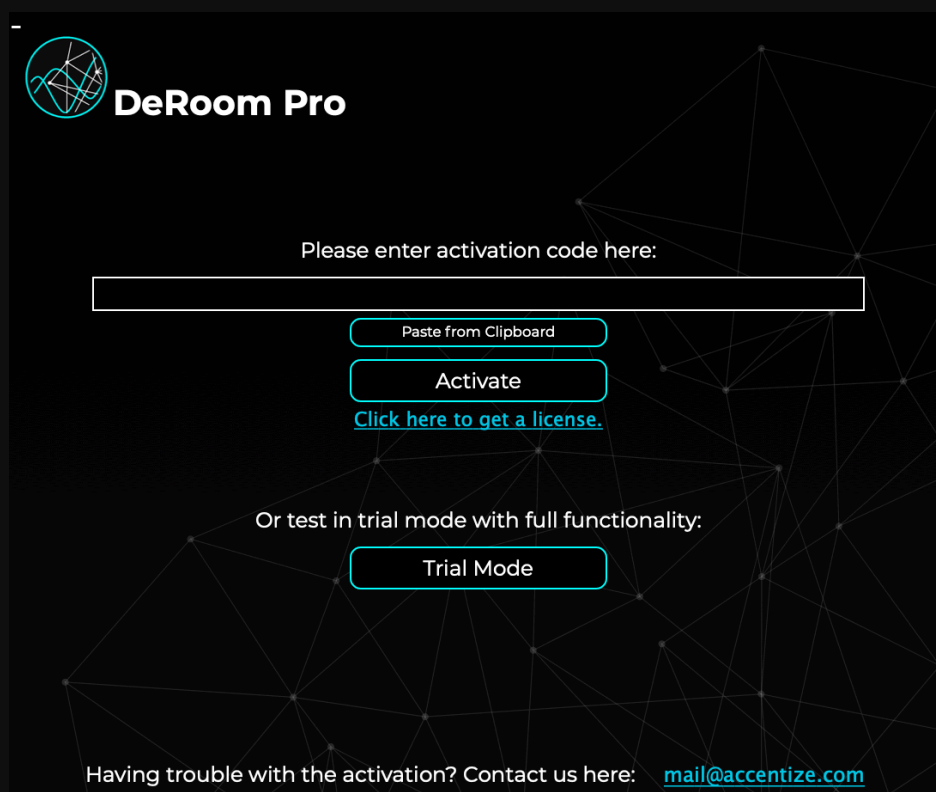 DeRoom Pro
Please enter activation code here:
Paste from Clipboard
Activate
Click here to get a license.
Or test in trial mode with full functionality:
Trial Mode
Having trouble with the activation? Contact us here: mail@accentize.com